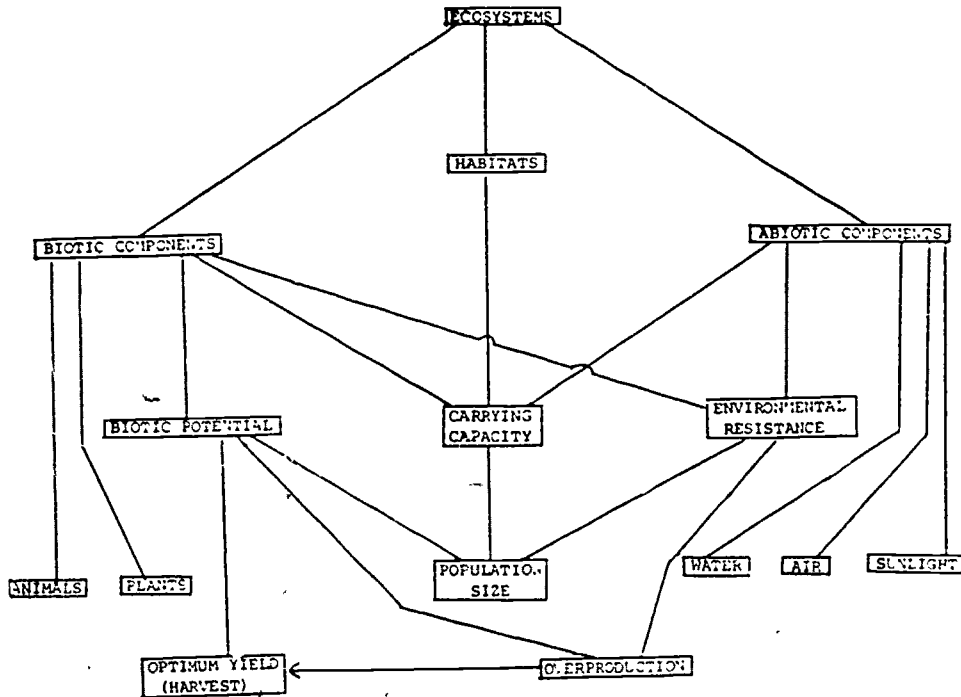 ECOSYSTEMS
HABITATS
BIOTIC COMPONENTS
ABIOTIC COMPONENTS
BIOTIC POTENTIAL
CARRYING
CAPACITY
ENVIRONMENTAL
RESISTANCE
ANIMALS
PLANTS
POPULATION
SIZE
WATER
AIR
SUNLIGHT
OPTIMUM YIELD
(HARVEST)
OVERPRODUCTION